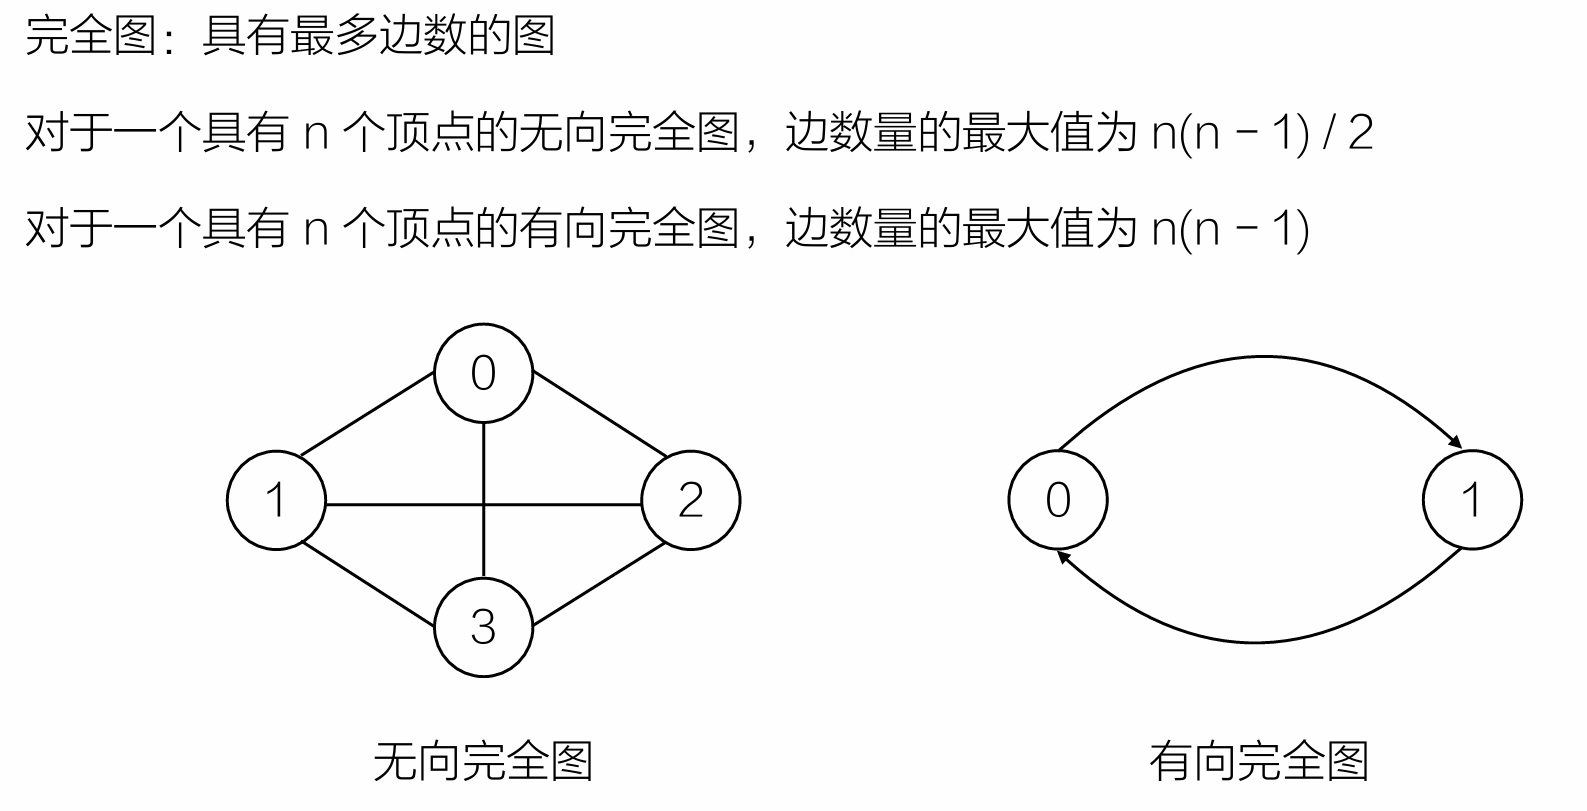 完全图：具有最多边数的图
对于一个具有 n 个顶点的无向完全图，边数量的最大值为 n(n - 1) / 2
对于一个具有 n 个顶点的有向完全图，边数量的最大值为 n(n - 1)
0
1
2
3
0
1
无向完全图
有向完全图